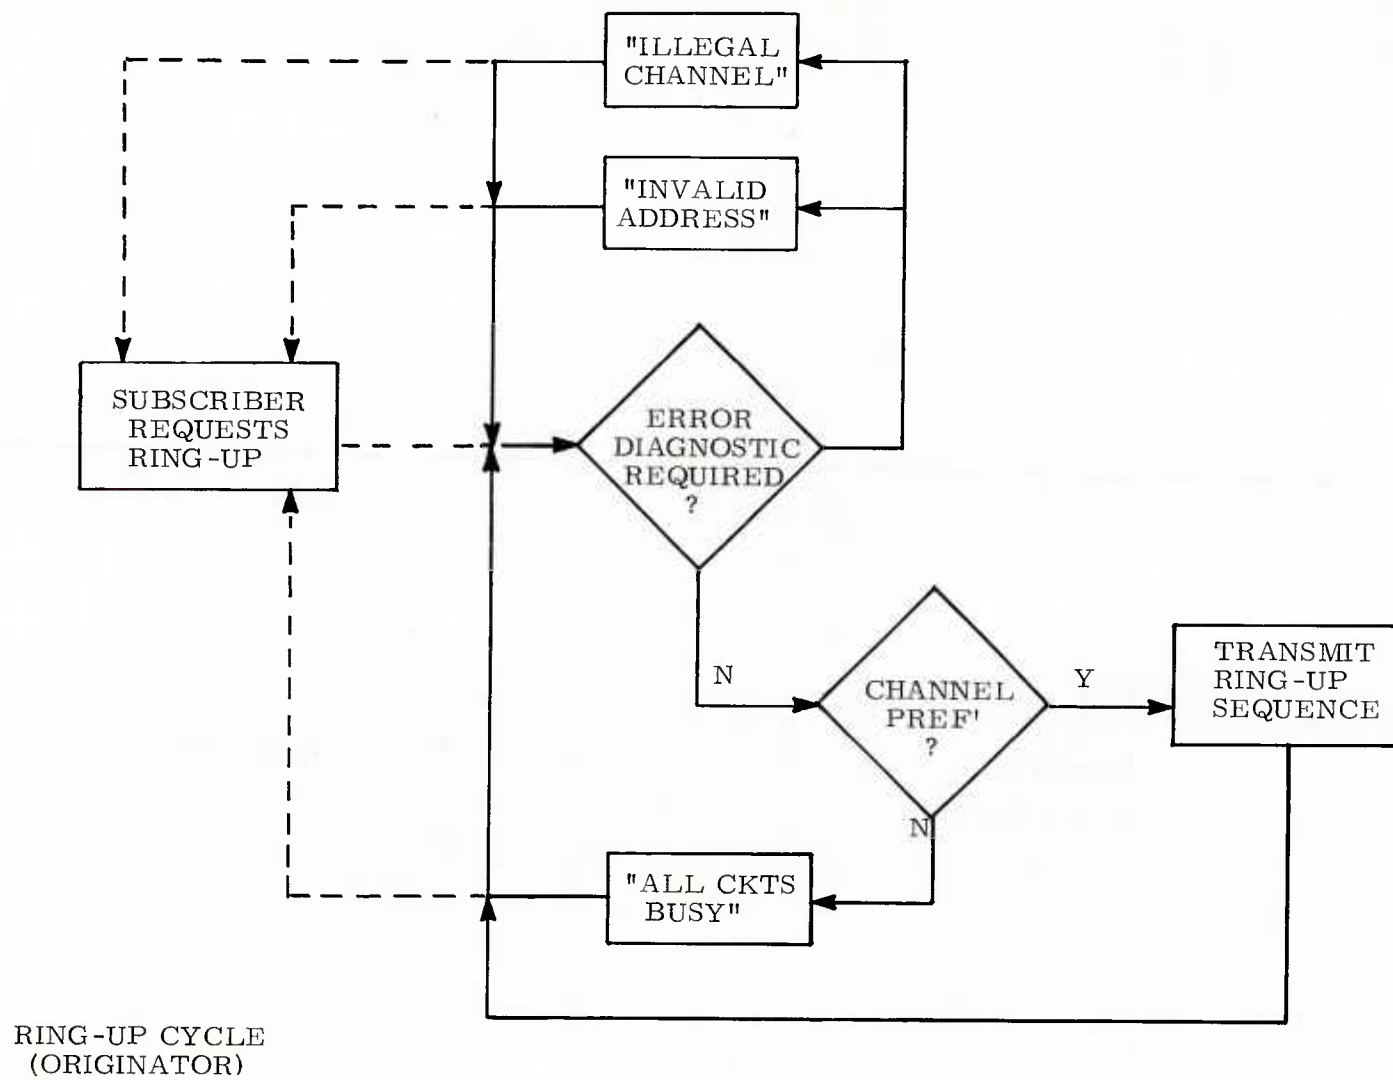 "ILLEGAL
CHANNEL"
"INVALID
ADDRESS"
SUBSCRIBER
REQUESTS
RING-UP
ERROR
DIAGNOSTIC
REQUIRED
?
N
CHANNEL
PREF'
?
Y
TRANSMIT
RING-UP
SEQUENCE
N
"ALL CKTS
BUSY"
RING-UP CYCLE
(ORIGINATOR)